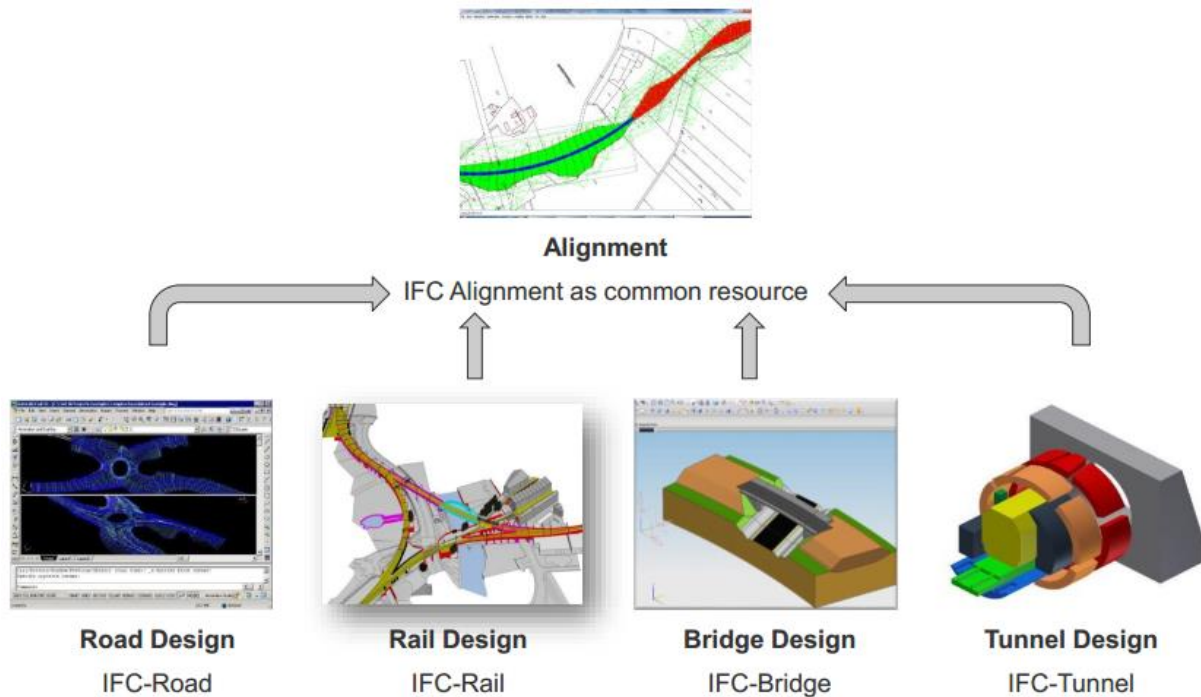 Alignment
IFC Alignment as common resource
Road Design
IFC-Road
Rail Design
IFC-Rail
Bridge Design
IFC-Bridge
Tunnel Design
IFC-Tunnel